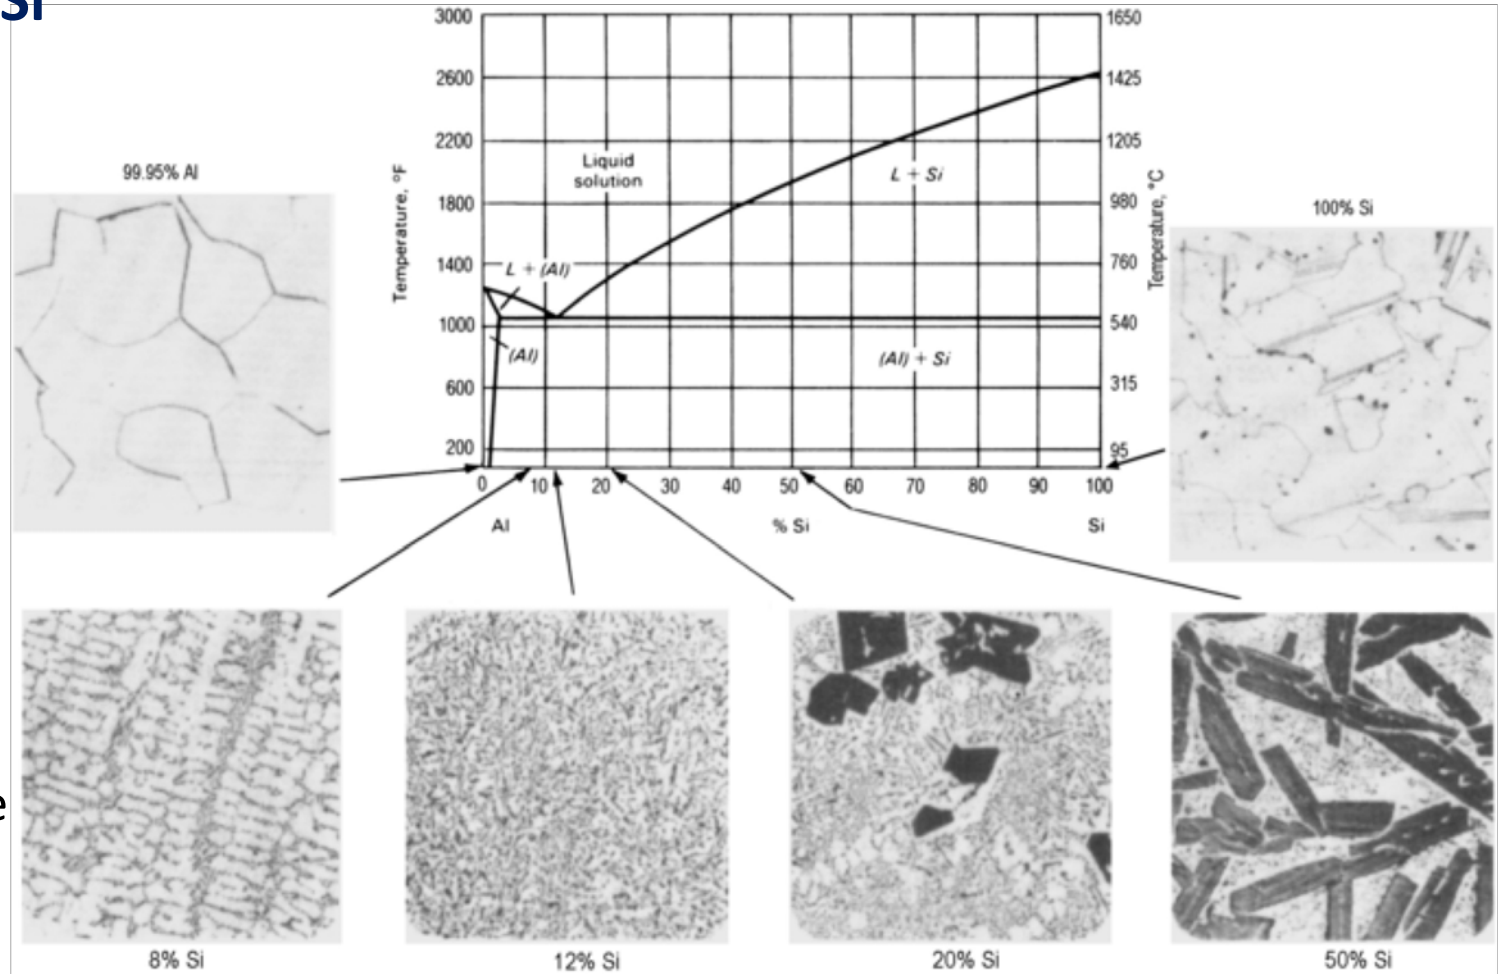 Si
3000
2600
2200
1800
1400
1000
600
200
Temperature, °F
1650
1425
1205
980
760
540
315
95
Temperature, °C
Liquid
solution
L + Si
L + (Al)
(Al)
(Al) + Si
0 10 20 30 40 50 60 70 80 90 100
Al % Si Si
99.95% Al
100% Si
e
8% Si 12% Si 20% Si 50% Si